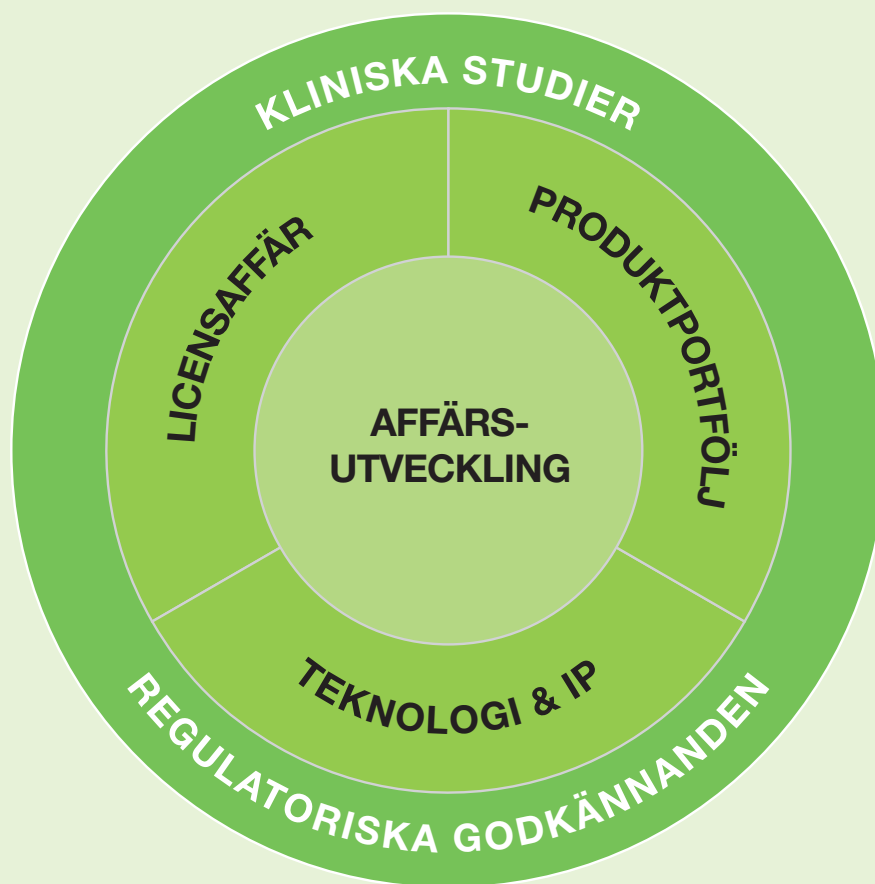 KLINISKA STUDIER
LICENSAFFÄR
PRODUKTPORTFÖLJ
AFFÄRS-
UTVECKLING
TEKNOLOGI & IP
REGULATORISKA GODKÄNNANDEN